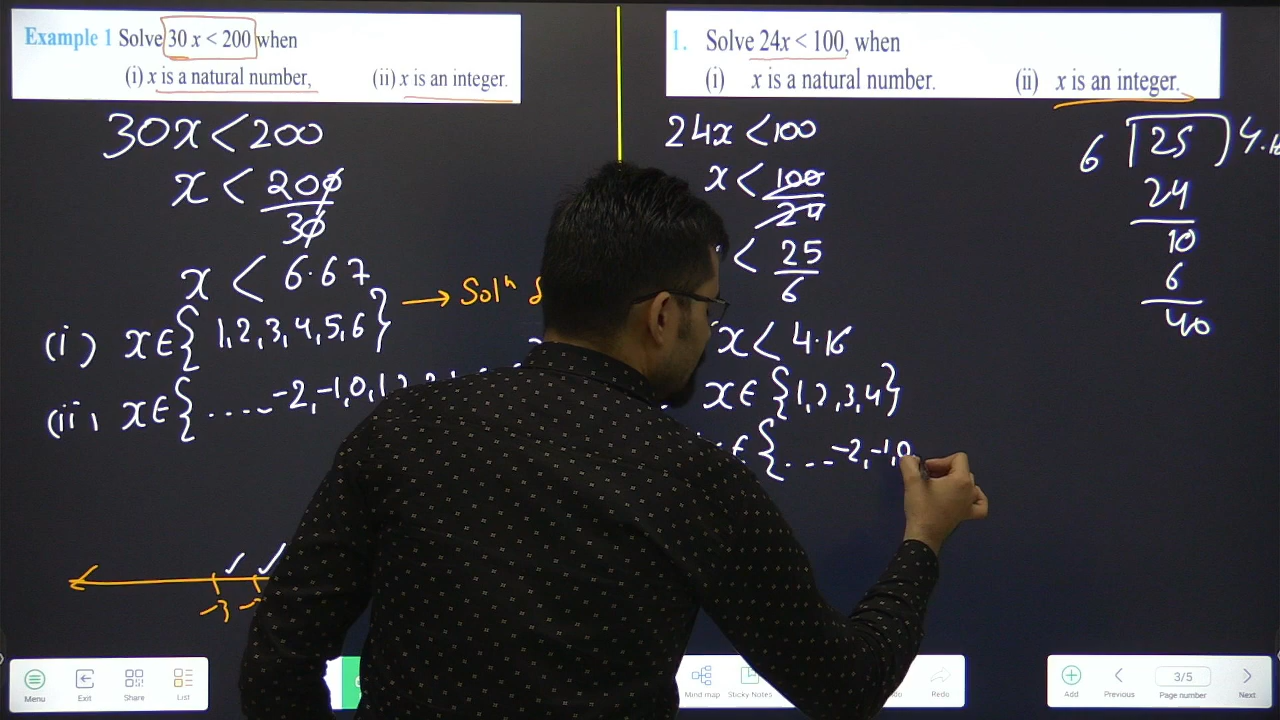 Example 1 Solve 30 x < 200 when
(i) x is a natural number, (ii) x is an integer.
30x < 200
x < 200/30
x < 6.67
→ Solⁿ
(i) x∈{1,2,3,4,5,6}
(ii) x∈{.....-2,-1,0,1,2
-3
1. Solve 24x < 100, when
(i) x is a natural number. (ii) x is an integer.
24x < 100
x < 100/24
< 25/6
x < 4.16
x∈{1,2,3,4}
∈{....-2,-1,0
6)25(4.16
24
10
6
40
Menu
Exit
Share
List
Mind map
Sticky Notes
Redo
Add
Previous
3/5
Page number
Next